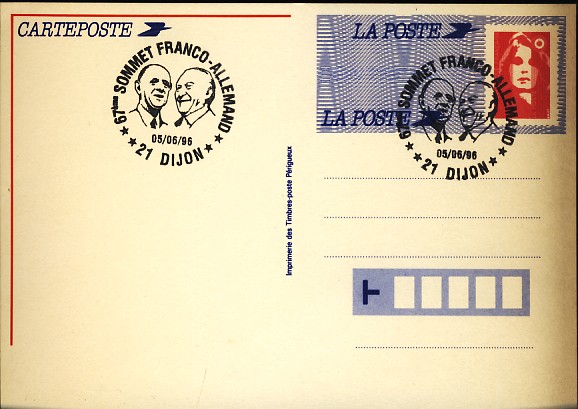 CARTEPOSTE
67ème SOMMET FRANCO-ALLEMAND
05/06/96
★★ 21 DIJON ★★
LA POSTE
LA POSTE
67ème SOMMET FRANCO-ALLEMAND
05/06/96
★★ 21 DIJON ★★
Imprimerie des Timbres-poste Périgueux